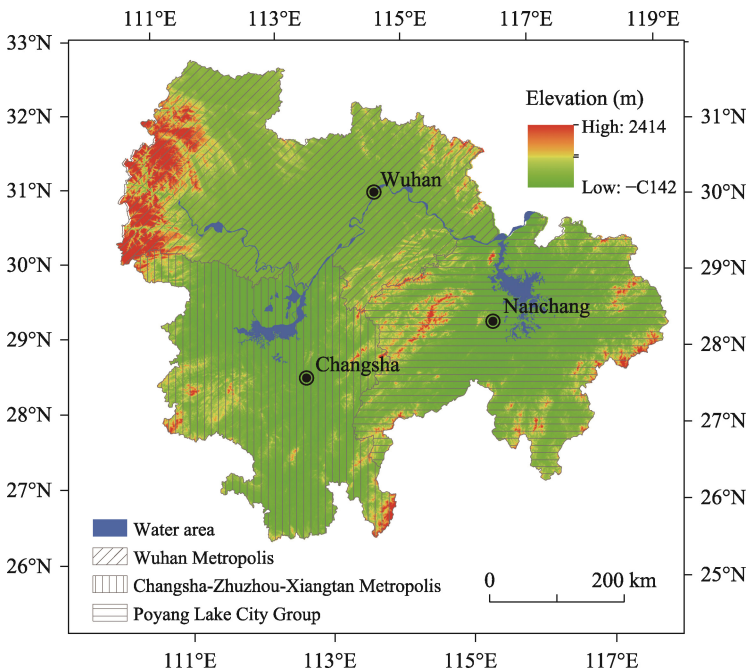 111°E 113°E 115°E 117°E 119°E
33°N
32°N
31°N
30°N
29°N
28°N
27°N
26°N
Elevation (m)
High: 2414
Low: −C142
31°N
30°N
29°N
28°N
27°N
26°N
25°N
Wuhan
Nanchang
Changsha
Water area
Wuhan Metropolis
Changsha-Zhuzhou-Xiangtan Metropolis
Poyang Lake City Group
0 200 km
111°E 113°E 115°E 117°E